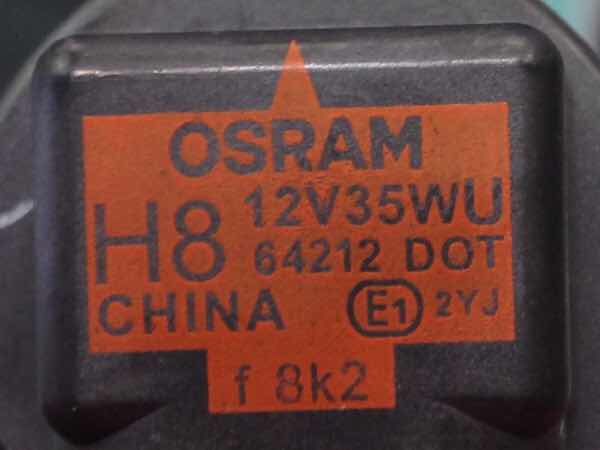 OSRAM
H8 12V35WU
64212 DOT
CHINA E1 2YJ
f 8k2